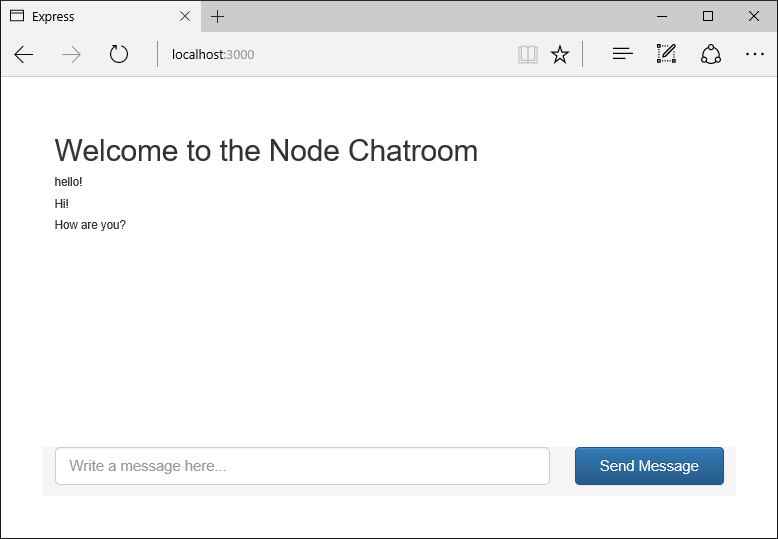 Express
localhost:3000
Welcome to the Node Chatroom
hello!
Hi!
How are you?
Write a message here...
Send Message